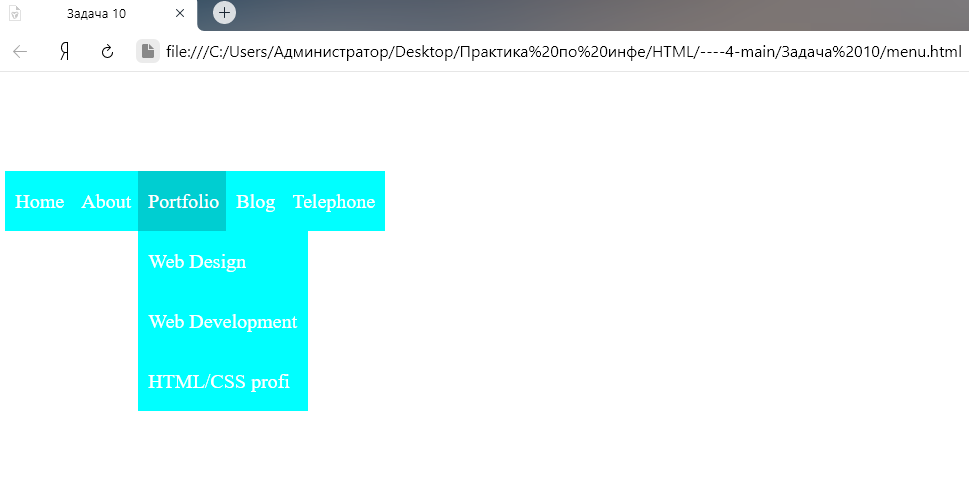 Задача 10
Я file:///C:/Users/Администратор/Desktop/Практика%20по%20инфе/HTML/----4-main/Задача%2010/menu.html
Home About Portfolio Blog Telephone
Web Design
Web Development
HTML/CSS profi